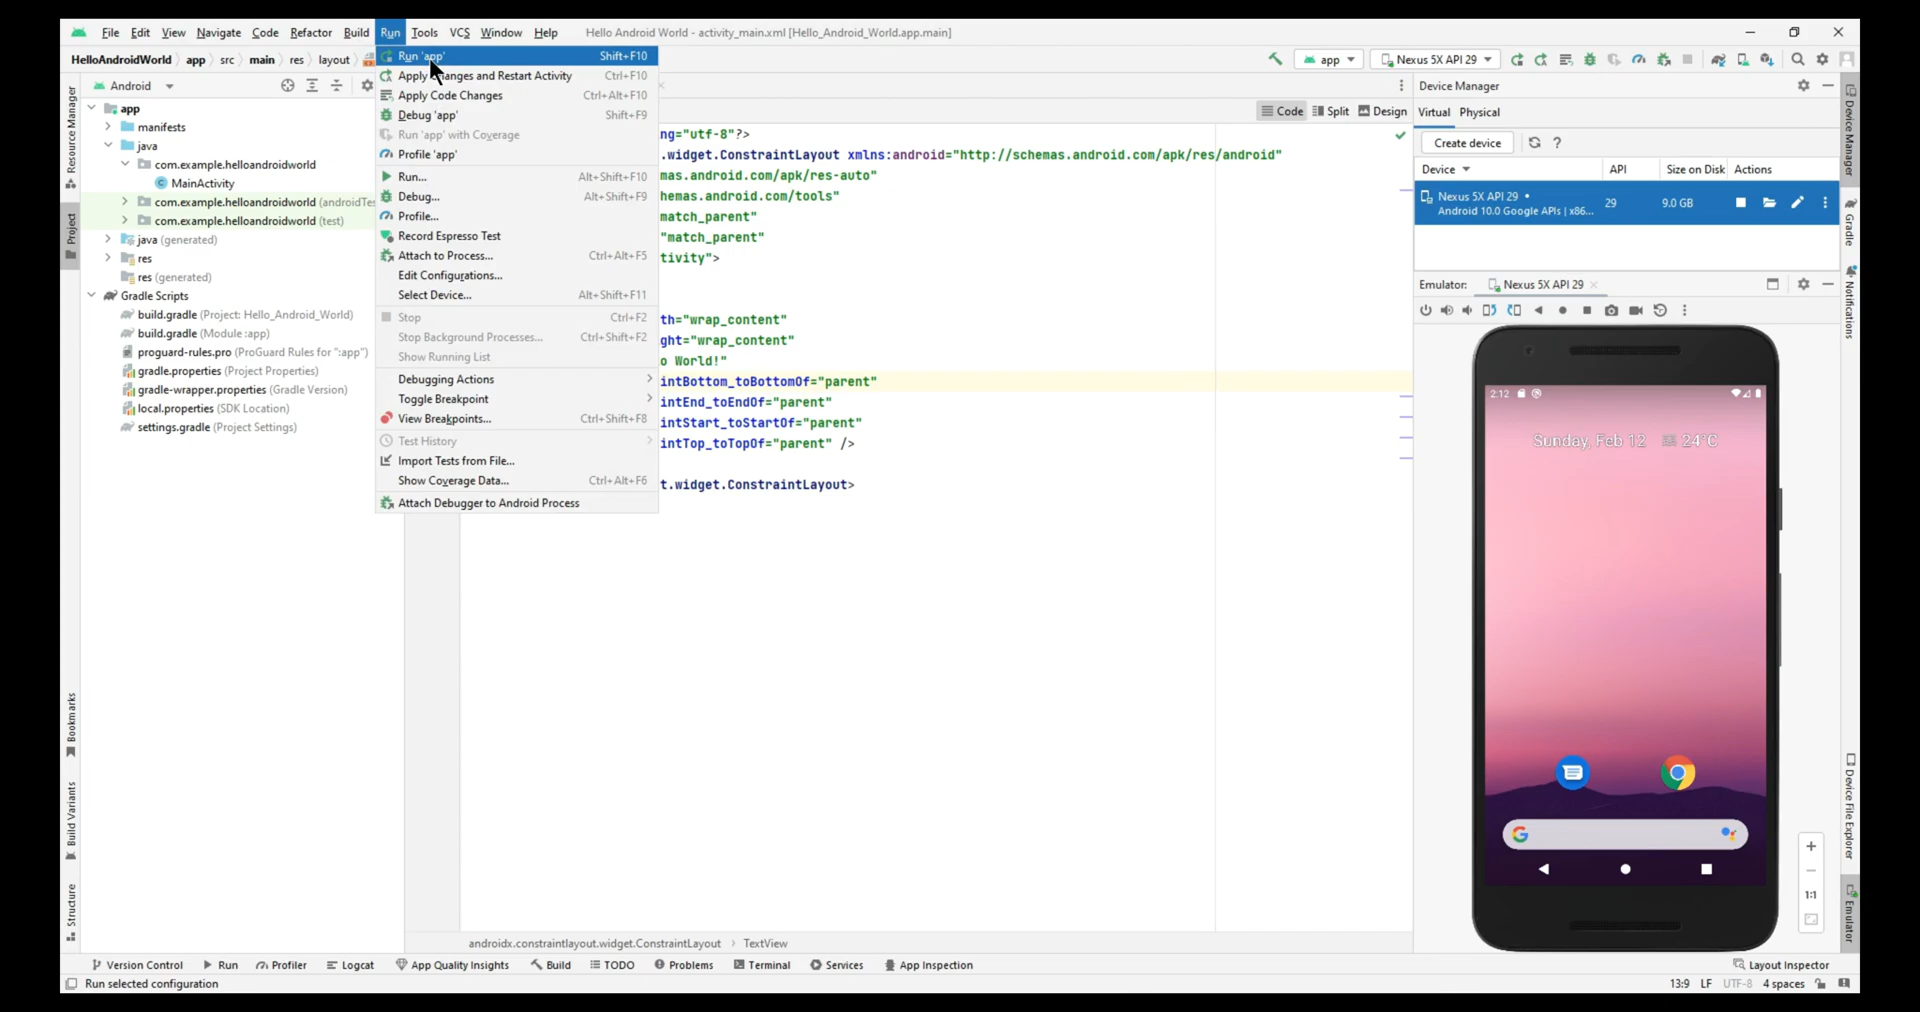 File Edit View Navigate Code Refactor Build Run Tools VCS Window Help Hello Android World - activity_main.xml [Hello_Android_World.app.main]
HelloAndroidWorld app src main res layout
app Nexus 5X API 29
Android
Resource Manager
Project
Bookmarks
Build Variants
Structure
app
manifests
java
com.example.helloandroidworld
MainActivity
com.example.helloandroidworld (androidTes
com.example.helloandroidworld (test)
java (generated)
res
res (generated)
Gradle Scripts
build.gradle (Project: Hello_Android_World)
build.gradle (Module :app)
proguard-rules.pro (ProGuard Rules for ":app")
gradle.properties (Project Properties)
gradle-wrapper.properties (Gradle Version)
local.properties (SDK Location)
settings.gradle (Project Settings)
Run 'app' Shift+F10
Apply Changes and Restart Activity Ctrl+F10
Apply Code Changes Ctrl+Alt+F10
Debug 'app' Shift+F9
Run 'app' with Coverage
Profile 'app'
Run... Alt+Shift+F10
Debug... Alt+Shift+F9
Profile...
Record Espresso Test
Attach to Process... Ctrl+Alt+F5
Edit Configurations...
Select Device... Alt+Shift+F11
Stop Ctrl+F2
Stop Background Processes... Ctrl+Shift+F2
Show Running List
Debugging Actions
Toggle Breakpoint
View Breakpoints... Ctrl+Shift+F8
Test History
Import Tests from File...
Show Coverage Data... Ctrl+Alt+F6
Attach Debugger to Android Process
Code Split Design
ng="utf-8"?>
.widget.ConstraintLayout xmlns:android="http://schemas.android.com/apk/res/android"
mas.android.com/apk/res-auto"
hemas.android.com/tools"
match_parent"
"match_parent"
tivity">
th="wrap_content"
ght="wrap_content"
o World!"
intBottom_toBottomOf="parent"
intEnd_toEndOf="parent"
intStart_toStartOf="parent"
intTop_toTopOf="parent" />
t.widget.ConstraintLayout>
androidx.constraintlayout.widget.ConstraintLayout TextView
Device Manager
Virtual Physical
Create device ?
Device API Size on Disk Actions
Nexus 5X API 29 29 9.0 GB
Android 10.0 Google APIs | x86...
Emulator: Nexus 5X API 29
2:12
Sunday, Feb 12 24°C
1:1
Device Manager
Gradle
Notifications
Device File Explorer
Emulator
Version Control Run Profiler Logcat App Quality Insights Build TODO Problems Terminal Services App Inspection Layout Inspector
Run selected configuration 13:9 LF UTF-8 4 spaces